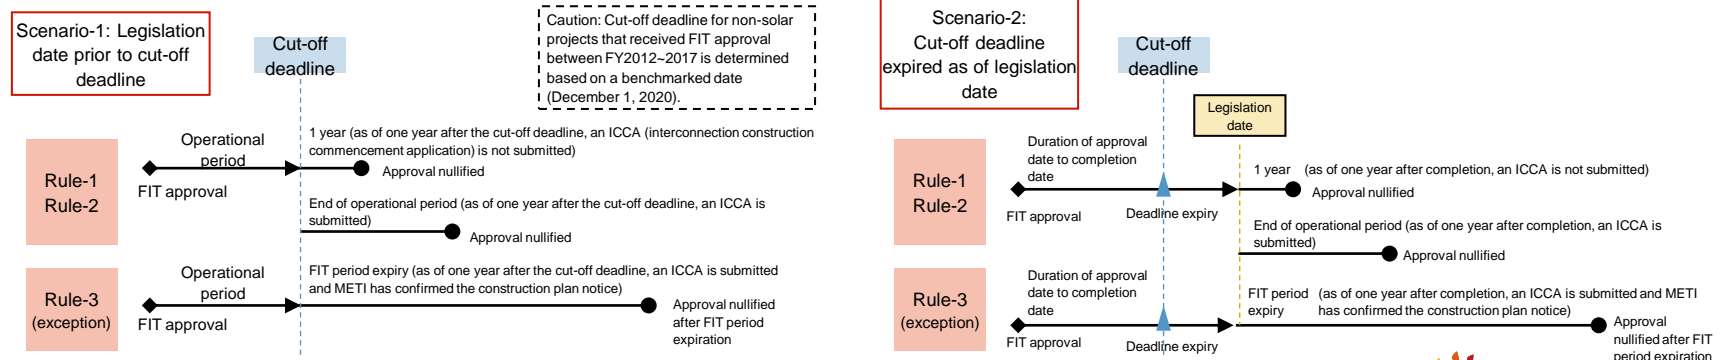 Scenario-1: Legislation
date prior to cut-off
deadline
Cut-off
deadline
Caution: Cut-off deadline for non-solar
projects that received FIT approval
between FY2012~2017 is determined
based on a benchmarked date
(December 1, 2020).
Rule-1
Rule-2
Operational
period
FIT approval
1 year (as of one year after the cut-off deadline, an ICCA (interconnection construction
commencement application) is not submitted)
Approval nullified
End of operational period (as of one year after the cut-off deadline, an ICCA is
submitted)
Approval nullified
Rule-3
(exception)
Operational
period
FIT approval
FIT period expiry (as of one year after the cut-off deadline, an ICCA is submitted
and METI has confirmed the construction plan notice)
Approval nullified
after FIT period
expiration
Scenario-2:
Cut-off deadline
expired as of legislation
date
Cut-off
deadline
Legislation
date
Rule-1
Rule-2
Duration of approval
date to completion
date
FIT approval
Deadline expiry
1 year (as of one year after completion, an ICCA is not submitted)
Approval nullified
End of operational period (as of one year after completion, an ICCA is
submitted)
Approval nullified
Rule-3
(exception)
Duration of approval
date to completion
date
FIT approval
Deadline expiry
FIT period
expiry
(as of one year after completion, an ICCA is submitted and METI
has confirmed the construction plan notice)
Approval
nullified after FIT
period expiration